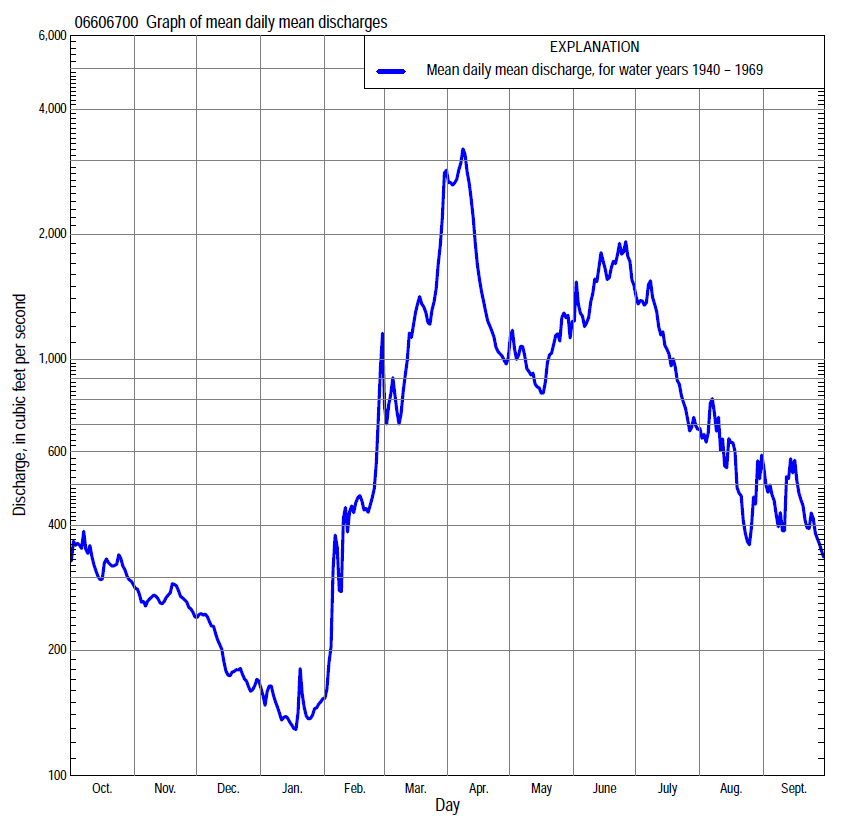 06606700 Graph of mean daily mean discharges
EXPLANATION
Mean daily mean discharge, for water years 1940 – 1969
6,000
4,000
2,000
1,000
600
400
200
100
Discharge, in cubic feet per second
Oct. Nov. Dec. Jan. Feb. Mar. Apr. May June July Aug. Sept.
Day